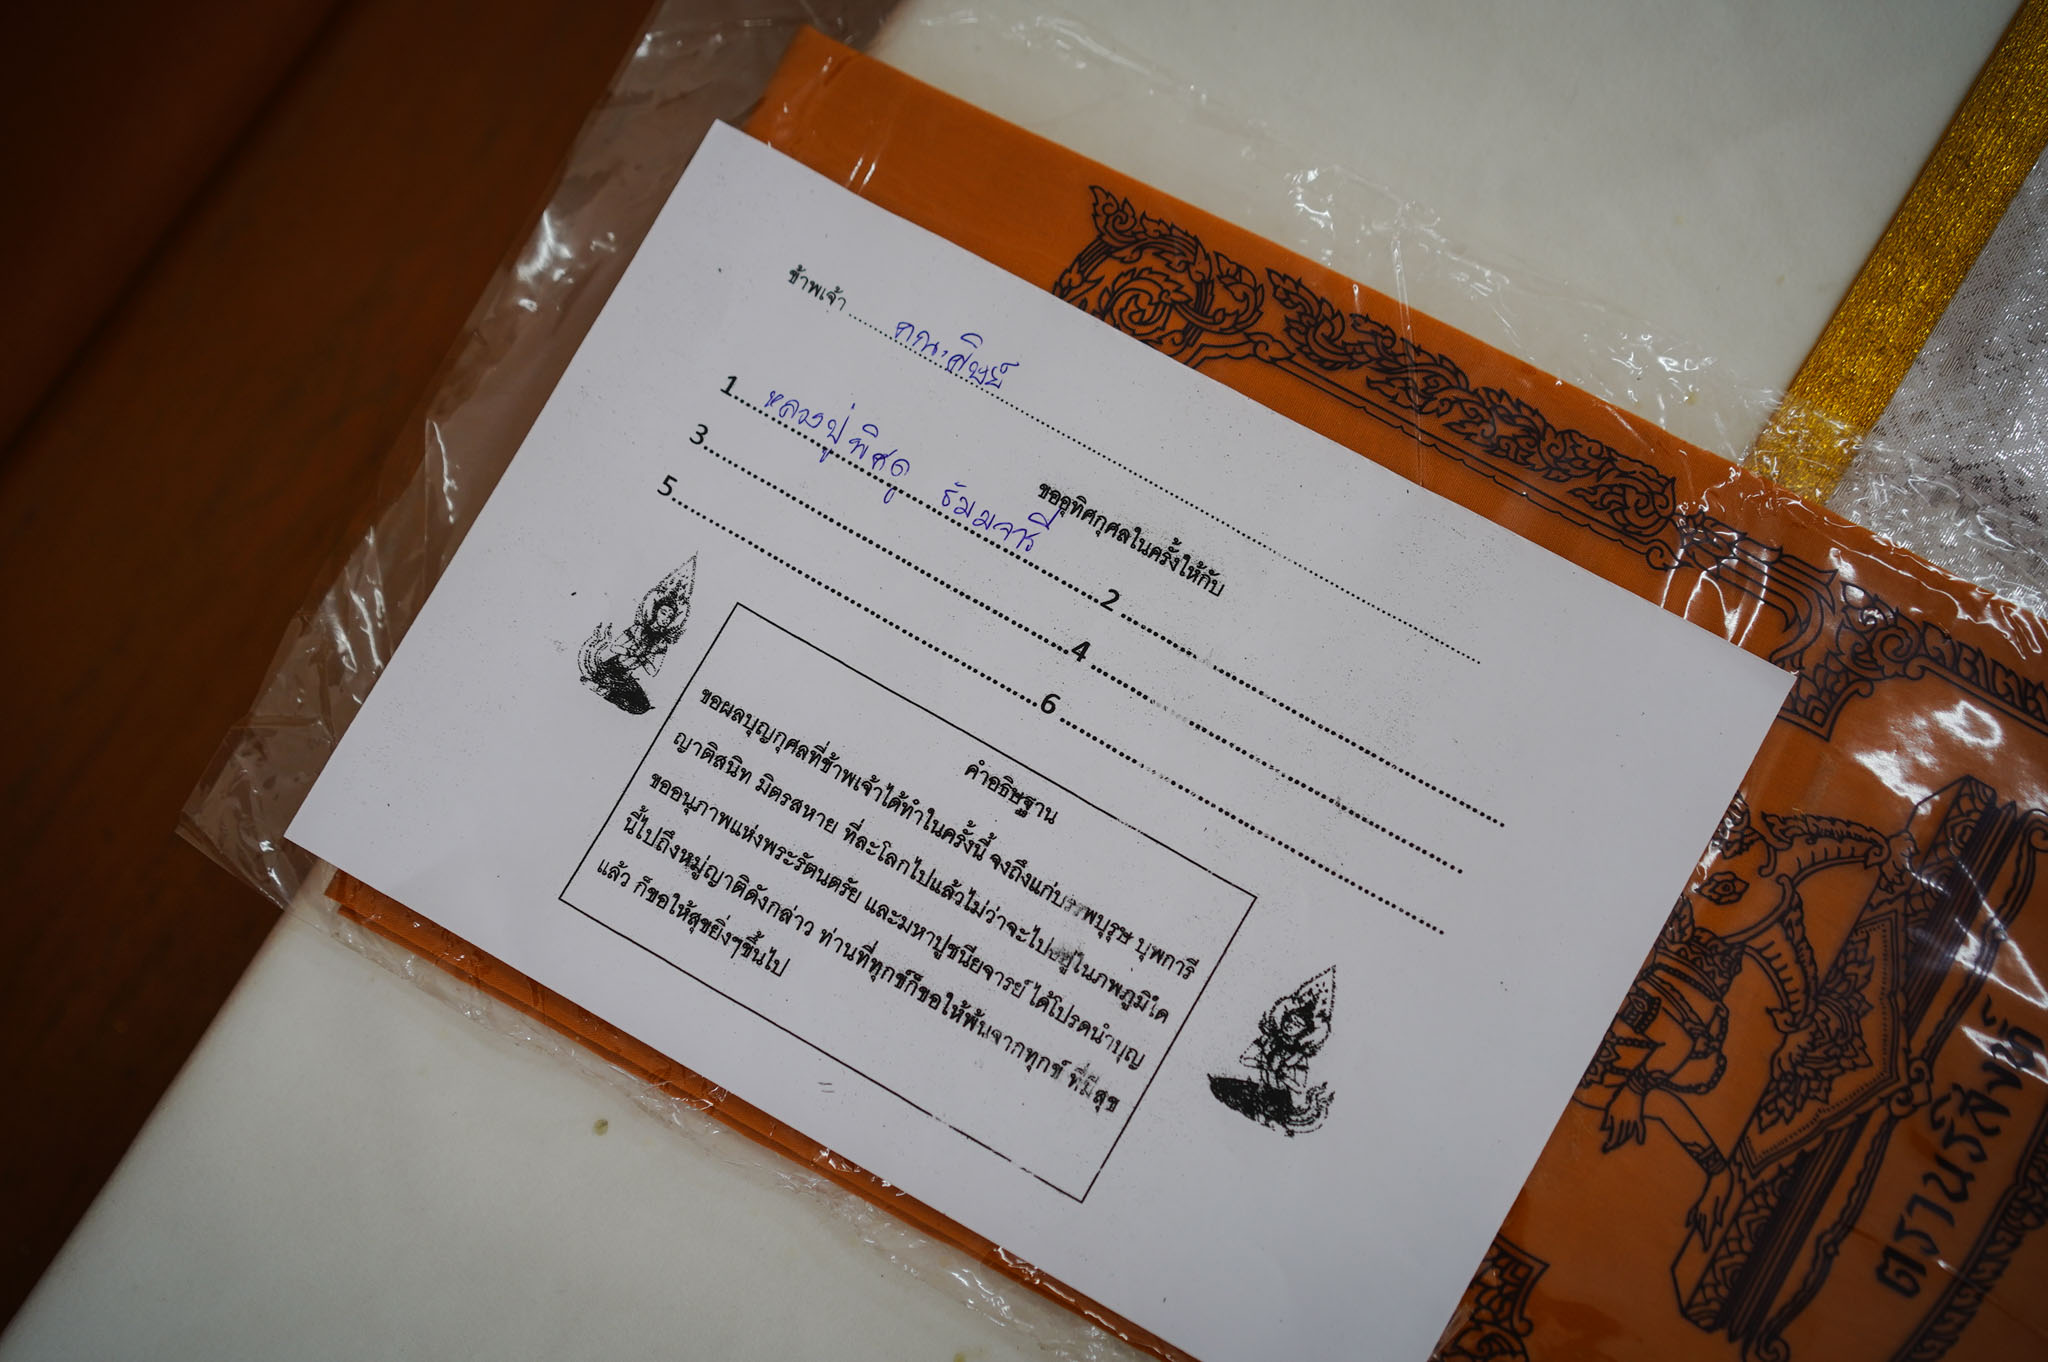 ข้าพเจ้า.....คณะศิษย์.....
ขออุทิศกุศลในครั้งให้กับ
1.....หลวงปู่พิศดู ธัมมจารี.....2.....
3.....4.....
5.....6.....
คำอธิษฐาน
ขอผลบุญกุศลที่ข้าพเจ้าได้ทำในครั้งนี้ จงถึงแก่บรรพบุรุษ บุพการี
ญาติสนิท มิตรสหาย ที่ละโลกไปแล้วไม่ว่าจะไปอยู่ในภพภูมิใด
ขออนุภาพแห่งพระรัตนตรัย และมหาปูชนียจารย์ ได้โปรดนำบุญ
นี้ไปถึงหมู่ญาติดังกล่าว ท่านที่ทุกข์ก็ขอให้พ้นจากทุกข์ ที่มีสุข
แล้ว ก็ขอให้สุขยิ่งๆขึ้นไป
ตรานรสิงห์